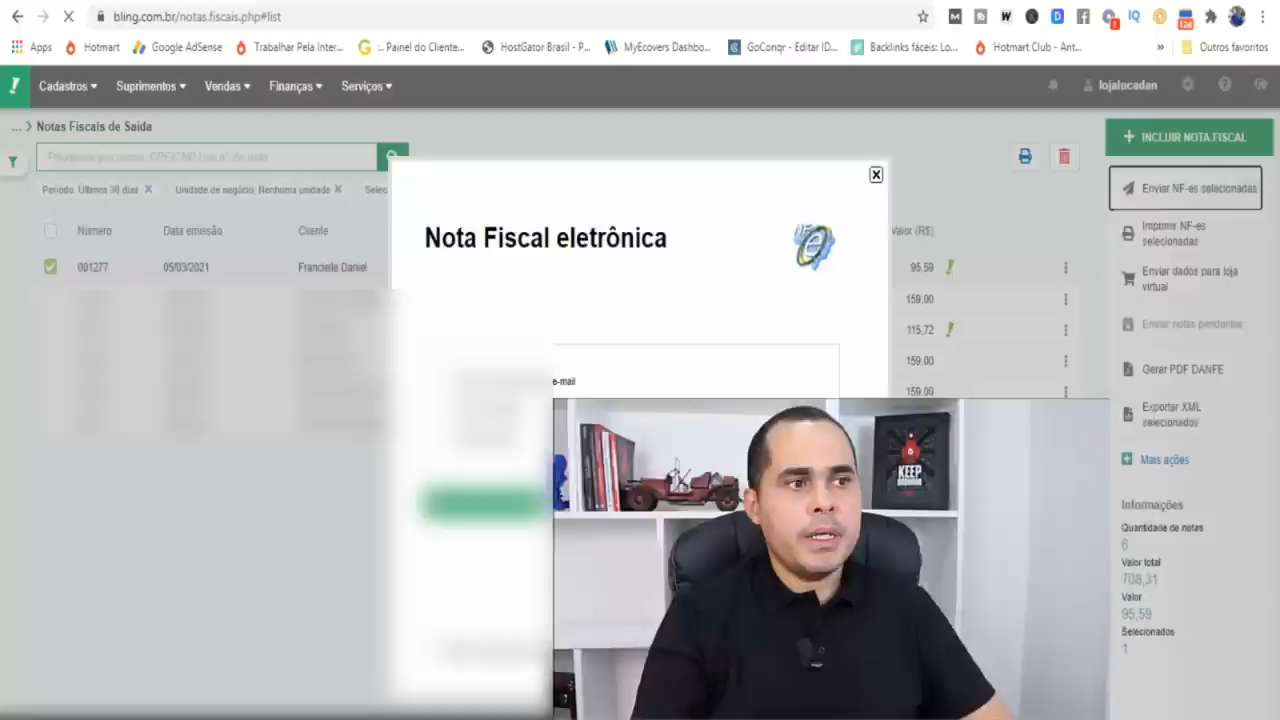 bling.com.br/notas.fiscais.php#list
Apps
Hotmart
Google AdSense
Trabalhar Pela Inter...
:.. Painel do Cliente...
HostGator Brasil - P...
MyEcovers Dashbo...
GoConqr - Editar ID...
Backlinks fáceis: Lo...
Hotmart Club - Ant...
»
Outros favoritos
Cadastros
Suprimentos
Vendas
Finanças
Serviços
lojalucadan
... > Notas Fiscais de Saída
INCLUIR NOTA FISCAL
Período: Últimos 30 dias X
Unidade de negócio: Nenhuma unidade X
Selec
Enviar NF-es selecionadas
Número
Data emissão
Cliente
Valor (R$)
Imprimir NF-es
selecionadas
001277
05/03/2021
Francielle Daniel
95,59
Enviar dados para loja
virtual
159,00
Enviar notas pendentes
115,72
159,00
Gerar PDF DANFE
159,00
Exportar XML
selecionados
Mais ações
Informações
Quantidade de notas
6
Valor total
708,31
Valor
95,59
Selecionados
1
X
Nota Fiscal eletrônica
NF
e
e-mail
KEEP